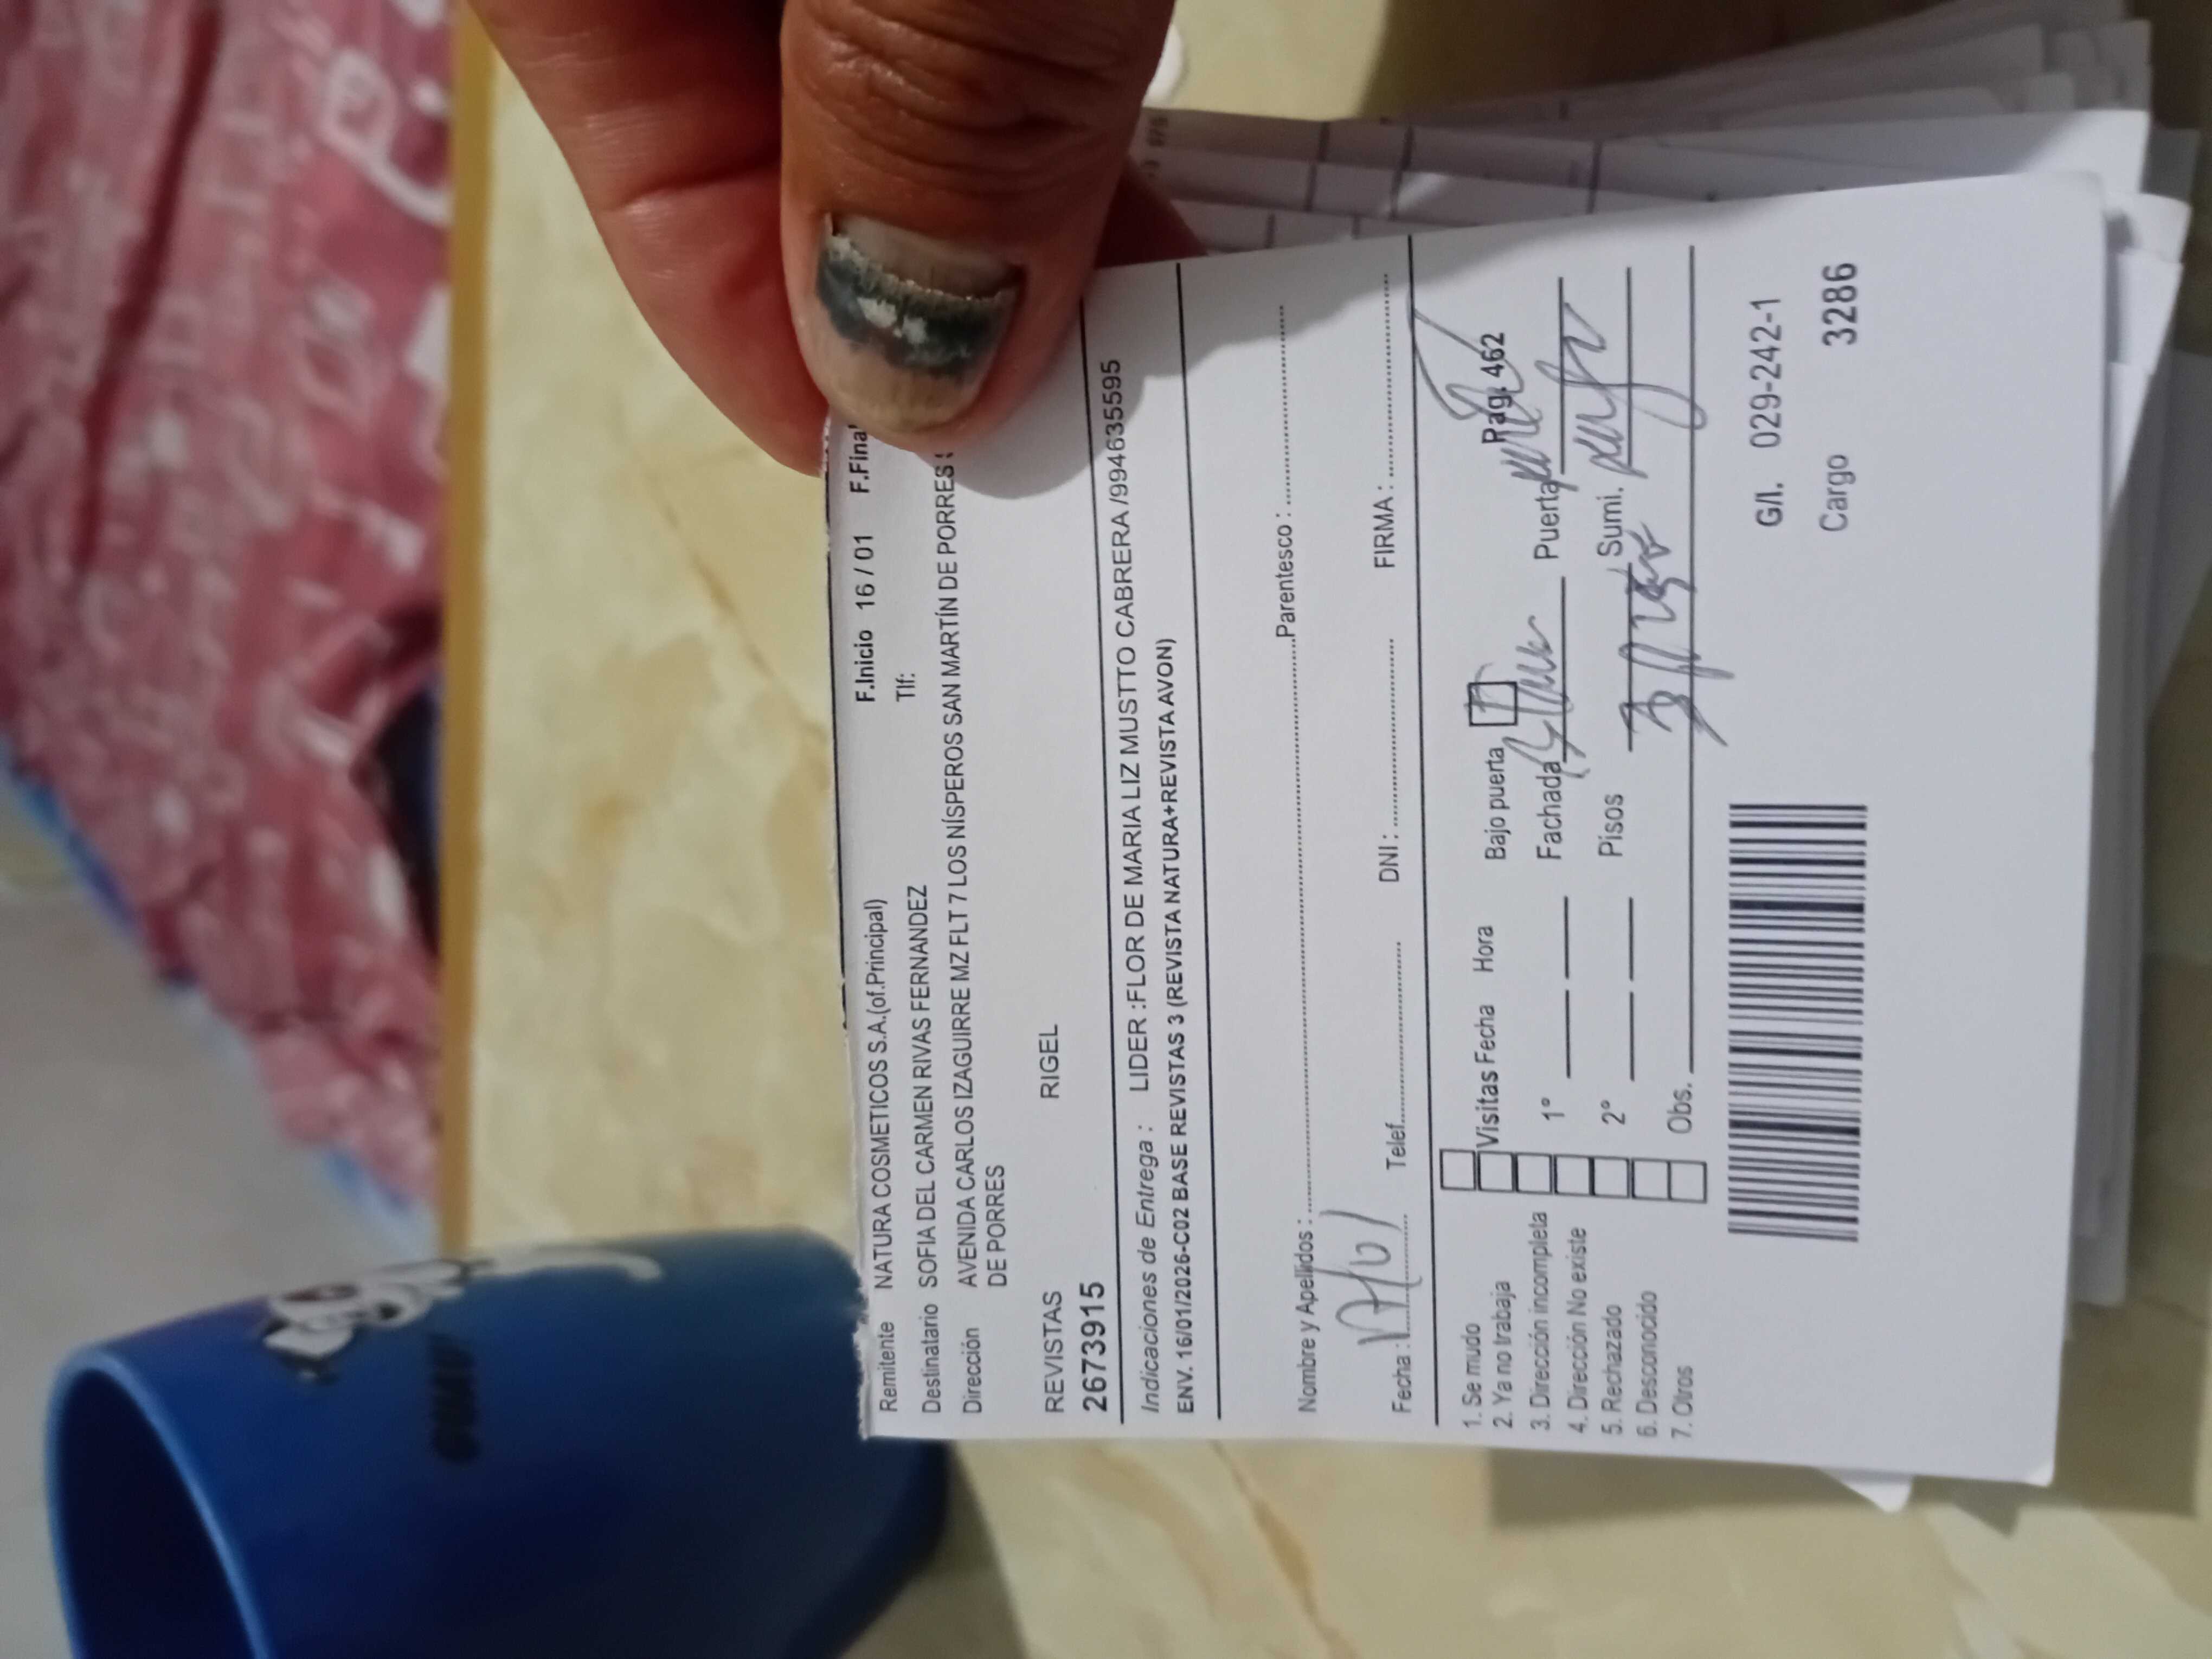 Remitente NATURA COSMETICOS S.A.(of.Principal) F.Inicio 16 / 01 F.Final
Destinatario SOFIA DEL CARMEN RIVAS FERNANDEZ Tlf:
Dirección AVENIDA CARLOS IZAGUIRRE MZ FLT 7 LOS NÍSPEROS SAN MARTÍN DE PORRES
DE PORRES
REVISTAS RIGEL
2673915
Indicaciones de Entrega : LIDER :FLOR DE MARIA LIZ MUSTTO CABRERA /994635595
ENV. 16/01/2026-C02 BASE REVISTAS 3 (REVISTA NATURA+REVISTA AVON)
Nombre y Apellidos : Parentesco :
Fecha : 17/01 Telef. DNI : FIRMA :
1. Se mudo
2. Ya no trabaja Visitas Fecha Hora Bajo puerta Pag. 462
3. Dirección incompleta 1° Fachada Puerta
4. Dirección No existe
5. Rechazado 2° Pisos 3 Sumi.
6. Desconocido
7. Otros Obs.
G/I. 029-242-1
Cargo 3286